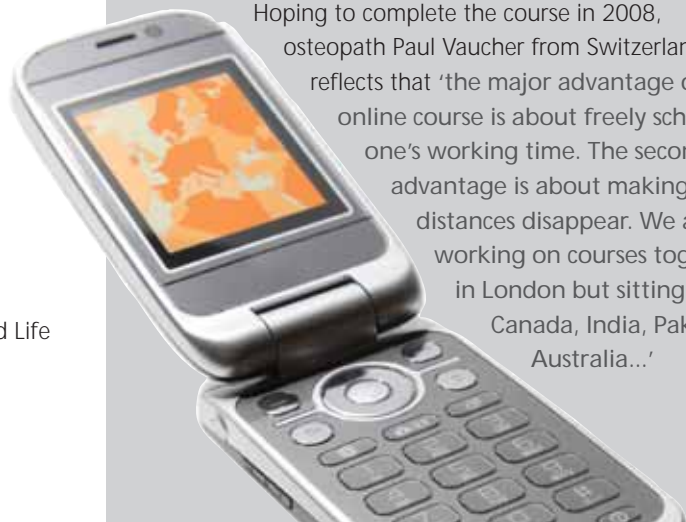 Hoping to complete the course in 2008,
osteopath Paul Vaucher from
reflects that 'the major advantage
online course is about freely
one's working time. The
advantage is about making
distances disappear. We
working on courses
in London but sitting
Canada, India,
Australia...'
d Life